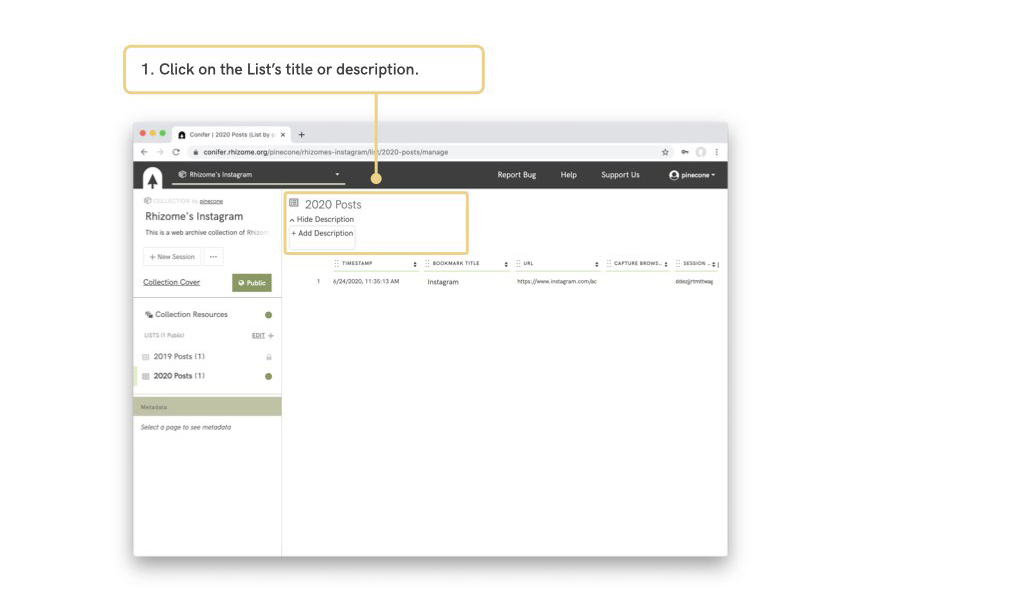 1. Click on the List's title or description.
Conifer | 2020 Posts (List by
conifer.rhizome.org/pinecone/rhizomes-instagram/list/2020-posts/manage
Rhizome's Instagram
Report Bug
Help
Support Us
pinecone
COLLECTION by pinecone
Rhizome's Instagram
This is a web archive collection of Rhizom
+ New Session
...
Collection Cover
Public
Collection Resources
LISTS (1 Public)
EDIT +
2019 Posts (1)
2020 Posts (1)
Metadata
Select a page to see metadata
2020 Posts
Hide Description
+ Add Description
TIMESTAMP
BOOKMARK TITLE
URL
CAPTURE BROWS...
SESSION ...
1
6/24/2020, 11:35:13 AM
Instagram
https://www.instagram.com/ac